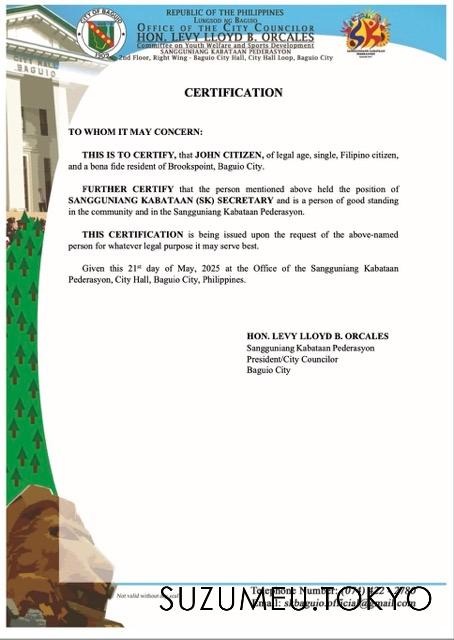 REPUBLIC OF THE PHILIPPINES
LUNGSOD NG BAGUIO
OFFICE OF THE CITY COUNCILOR
HON. LEVY LLOYD B. ORCALES
Committee on Youth Welfare and Sports Development
SANGGUNIANG KABATAAN PEDERASYON
2nd Floor, Right Wing - Baguio City Hall, City Hall Loop, Baguio City
CITY OF BAGUIO
1909
CITY HALL
BAGUIO
CERTIFICATION
TO WHOM IT MAY CONCERN:
THIS IS TO CERTIFY, that JOHN CITIZEN, of legal age, single, Filipino citizen,
and a bona fide resident of Brookspoint, Baguio City.
FURTHER CERTIFY that the person mentioned above held the position of
SANGGUNIANG KABATAAN (SK) SECRETARY and is a person of good standing
in the community and in the Sangguniang Kabataan Pederasyon.
THIS CERTIFICATION is being issued upon the request of the above-named
person for whatever legal purpose it may serve best.
Given this 21st day of May, 2025 at the Office of the Sangguniang Kabataan
Pederasyon, City Hall, Baguio City, Philippines.
HON. LEVY LLOYD B. ORCALES
Sangguniang Kabataan Pederasyon
President/City Councilor
Baguio City
Not valid without dry seal
Telephone Number: (074) 422 - 2780
Email: skbaguio.official@gmail.com
SUZUMEU.TOKYO